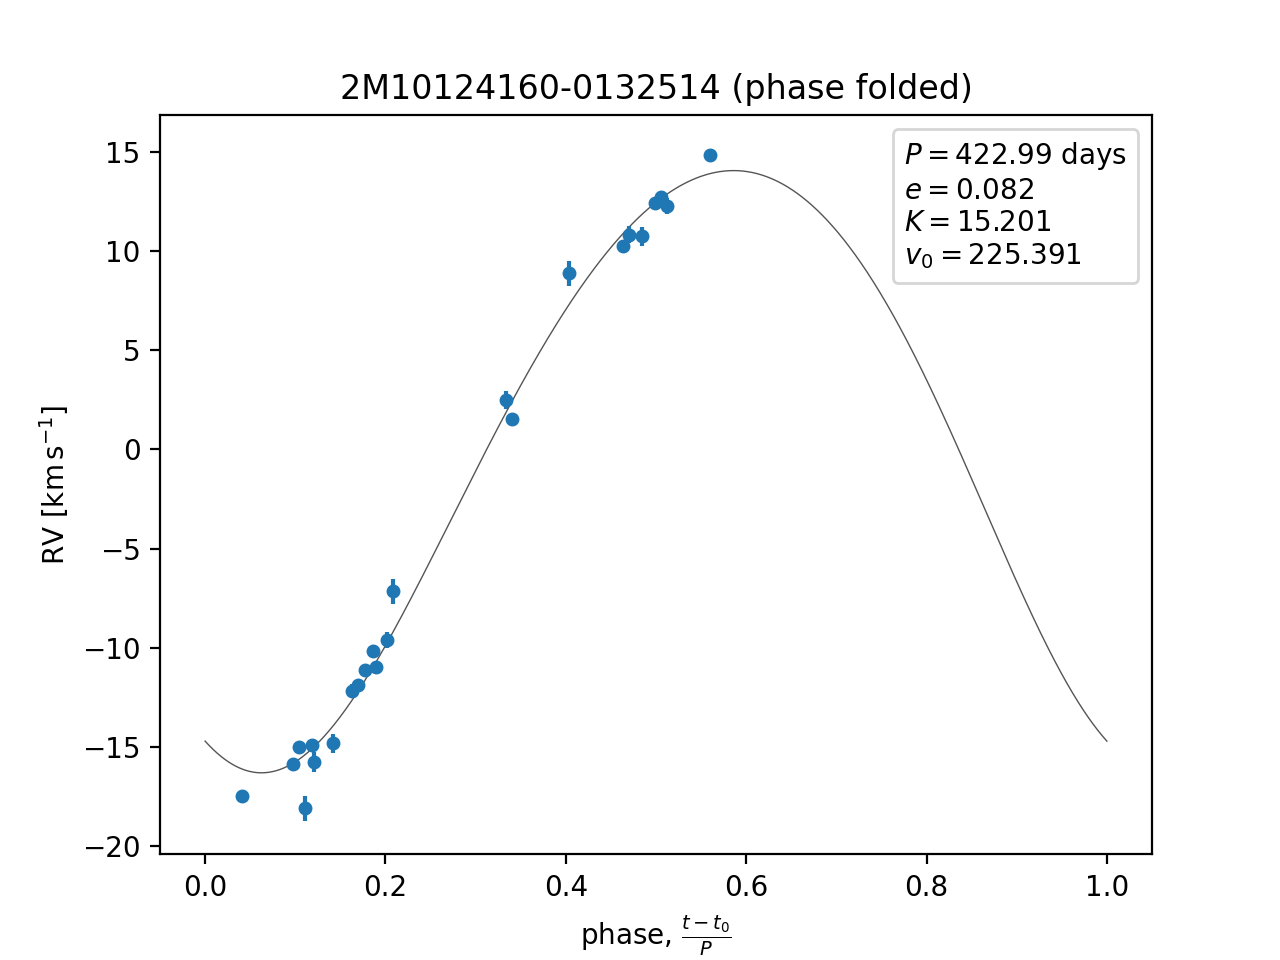 2M10124160-0132514 (phase folded)
P = 422.99 days
e = 0.082
K = 15.201
v₀ = 225.391
15
10
5
0
−5
−10
−15
−20
RV [km s⁻¹]
0.0 0.2 0.4 0.6 0.8 1.0
phase, (t − t₀)/P